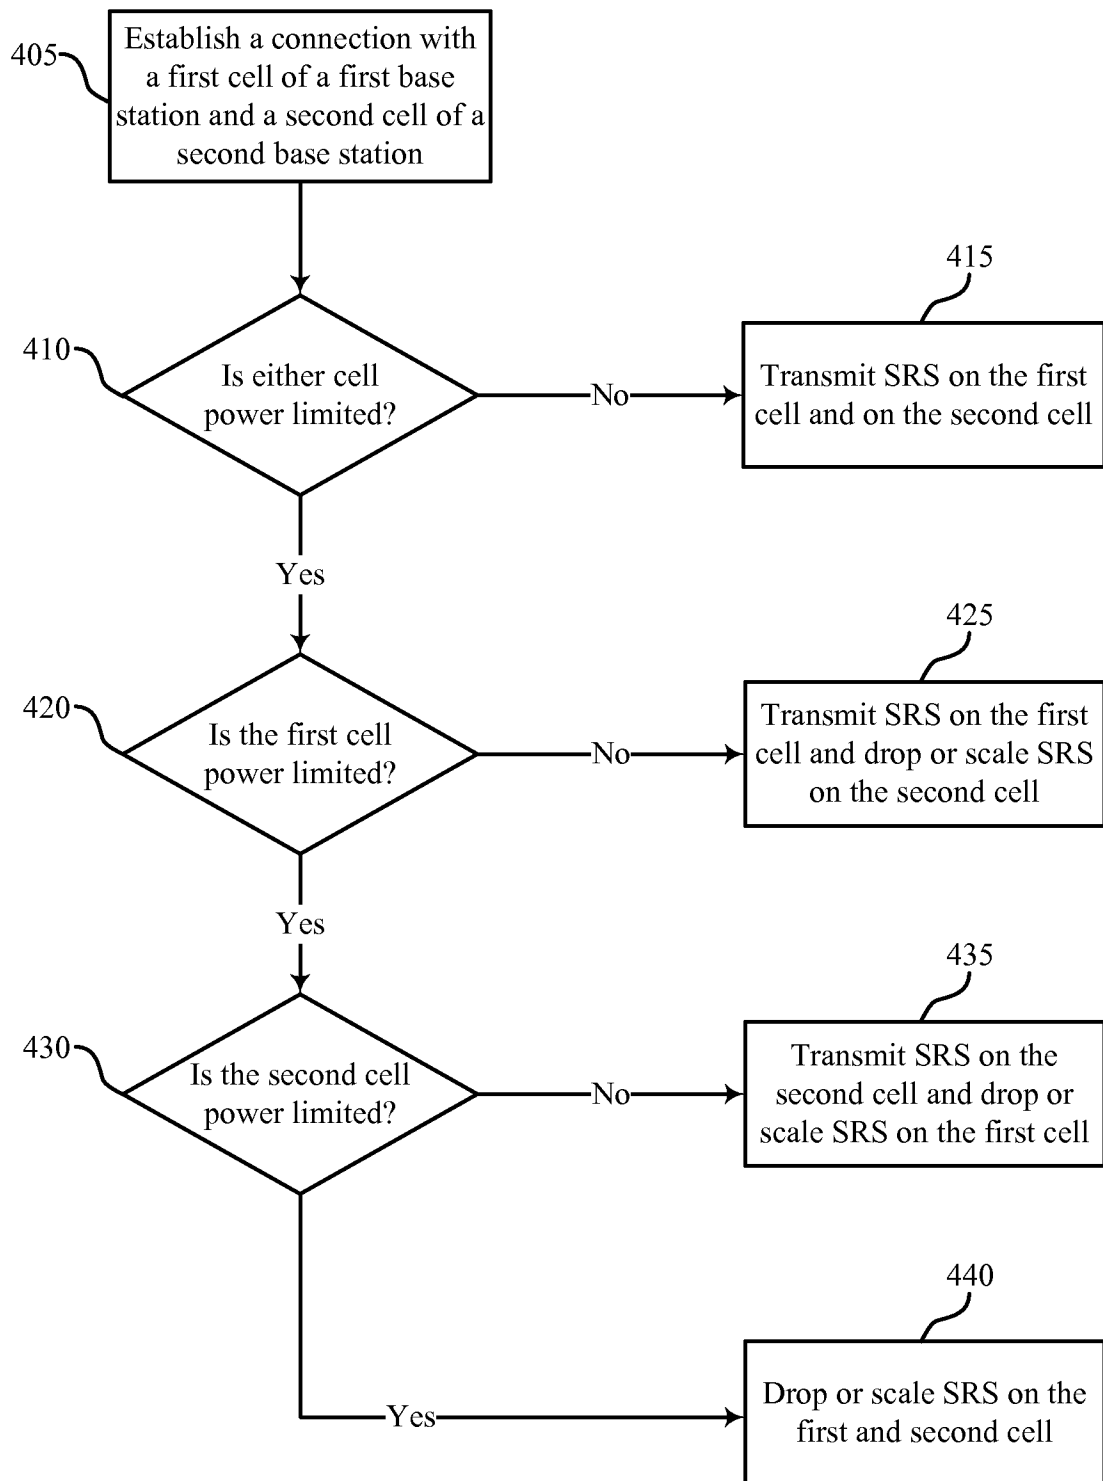 405
Establish a connection with
a first cell of a first base
station and a second cell of a
second base station
410
Is either cell
power limited?
No
415
Transmit SRS on the first
cell and on the second cell
Yes
420
Is the first cell
power limited?
No
425
Transmit SRS on the first
cell and drop or scale SRS
on the second cell
Yes
430
Is the second cell
power limited?
No
435
Transmit SRS on the
second cell and drop or
scale SRS on the first cell
Yes
440
Drop or scale SRS on the
first and second cell